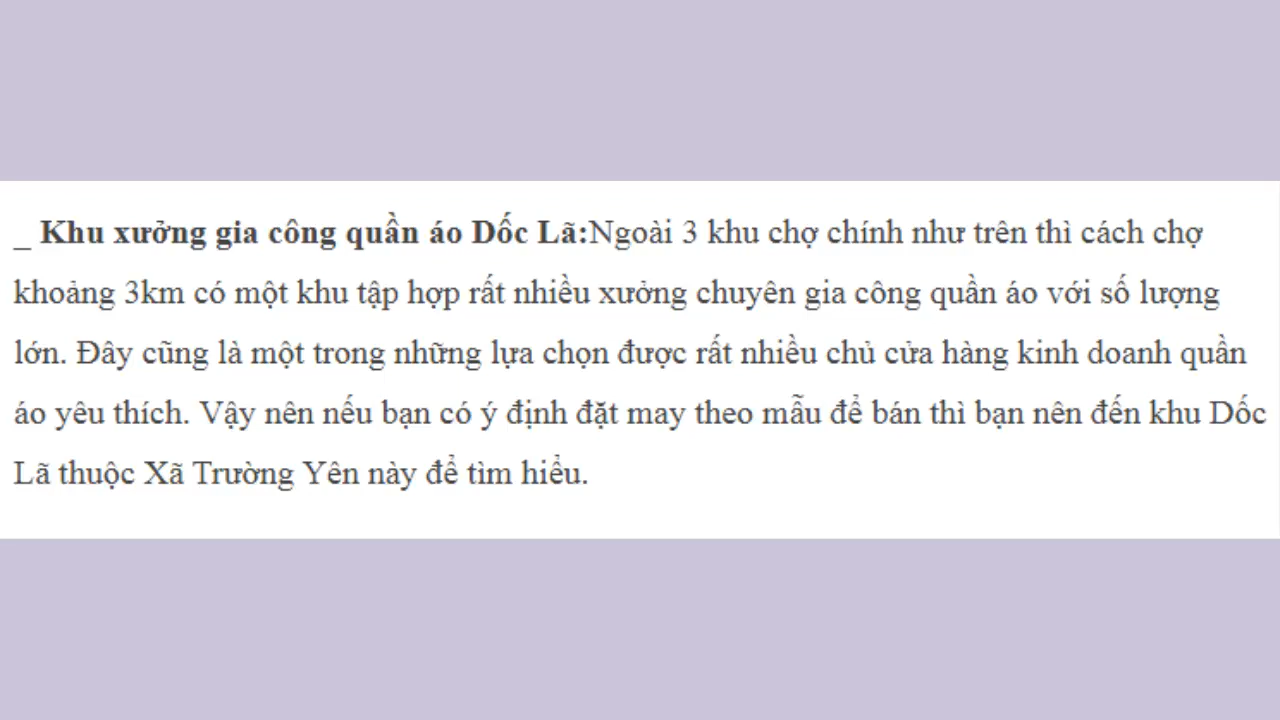 _ Khu xưởng gia công quần áo Dốc Lã:Ngoài 3 khu chợ chính như trên thì cách chợ
khoảng 3km có một khu tập hợp rất nhiều xưởng chuyên gia công quần áo với số lượng
lớn. Đây cũng là một trong những lựa chọn được rất nhiều chủ cửa hàng kinh doanh quần
áo yêu thích. Vậy nên nếu bạn có ý định đặt may theo mẫu để bán thì bạn nên đến khu Dốc
Lã thuộc Xã Trường Yên này để tìm hiểu.